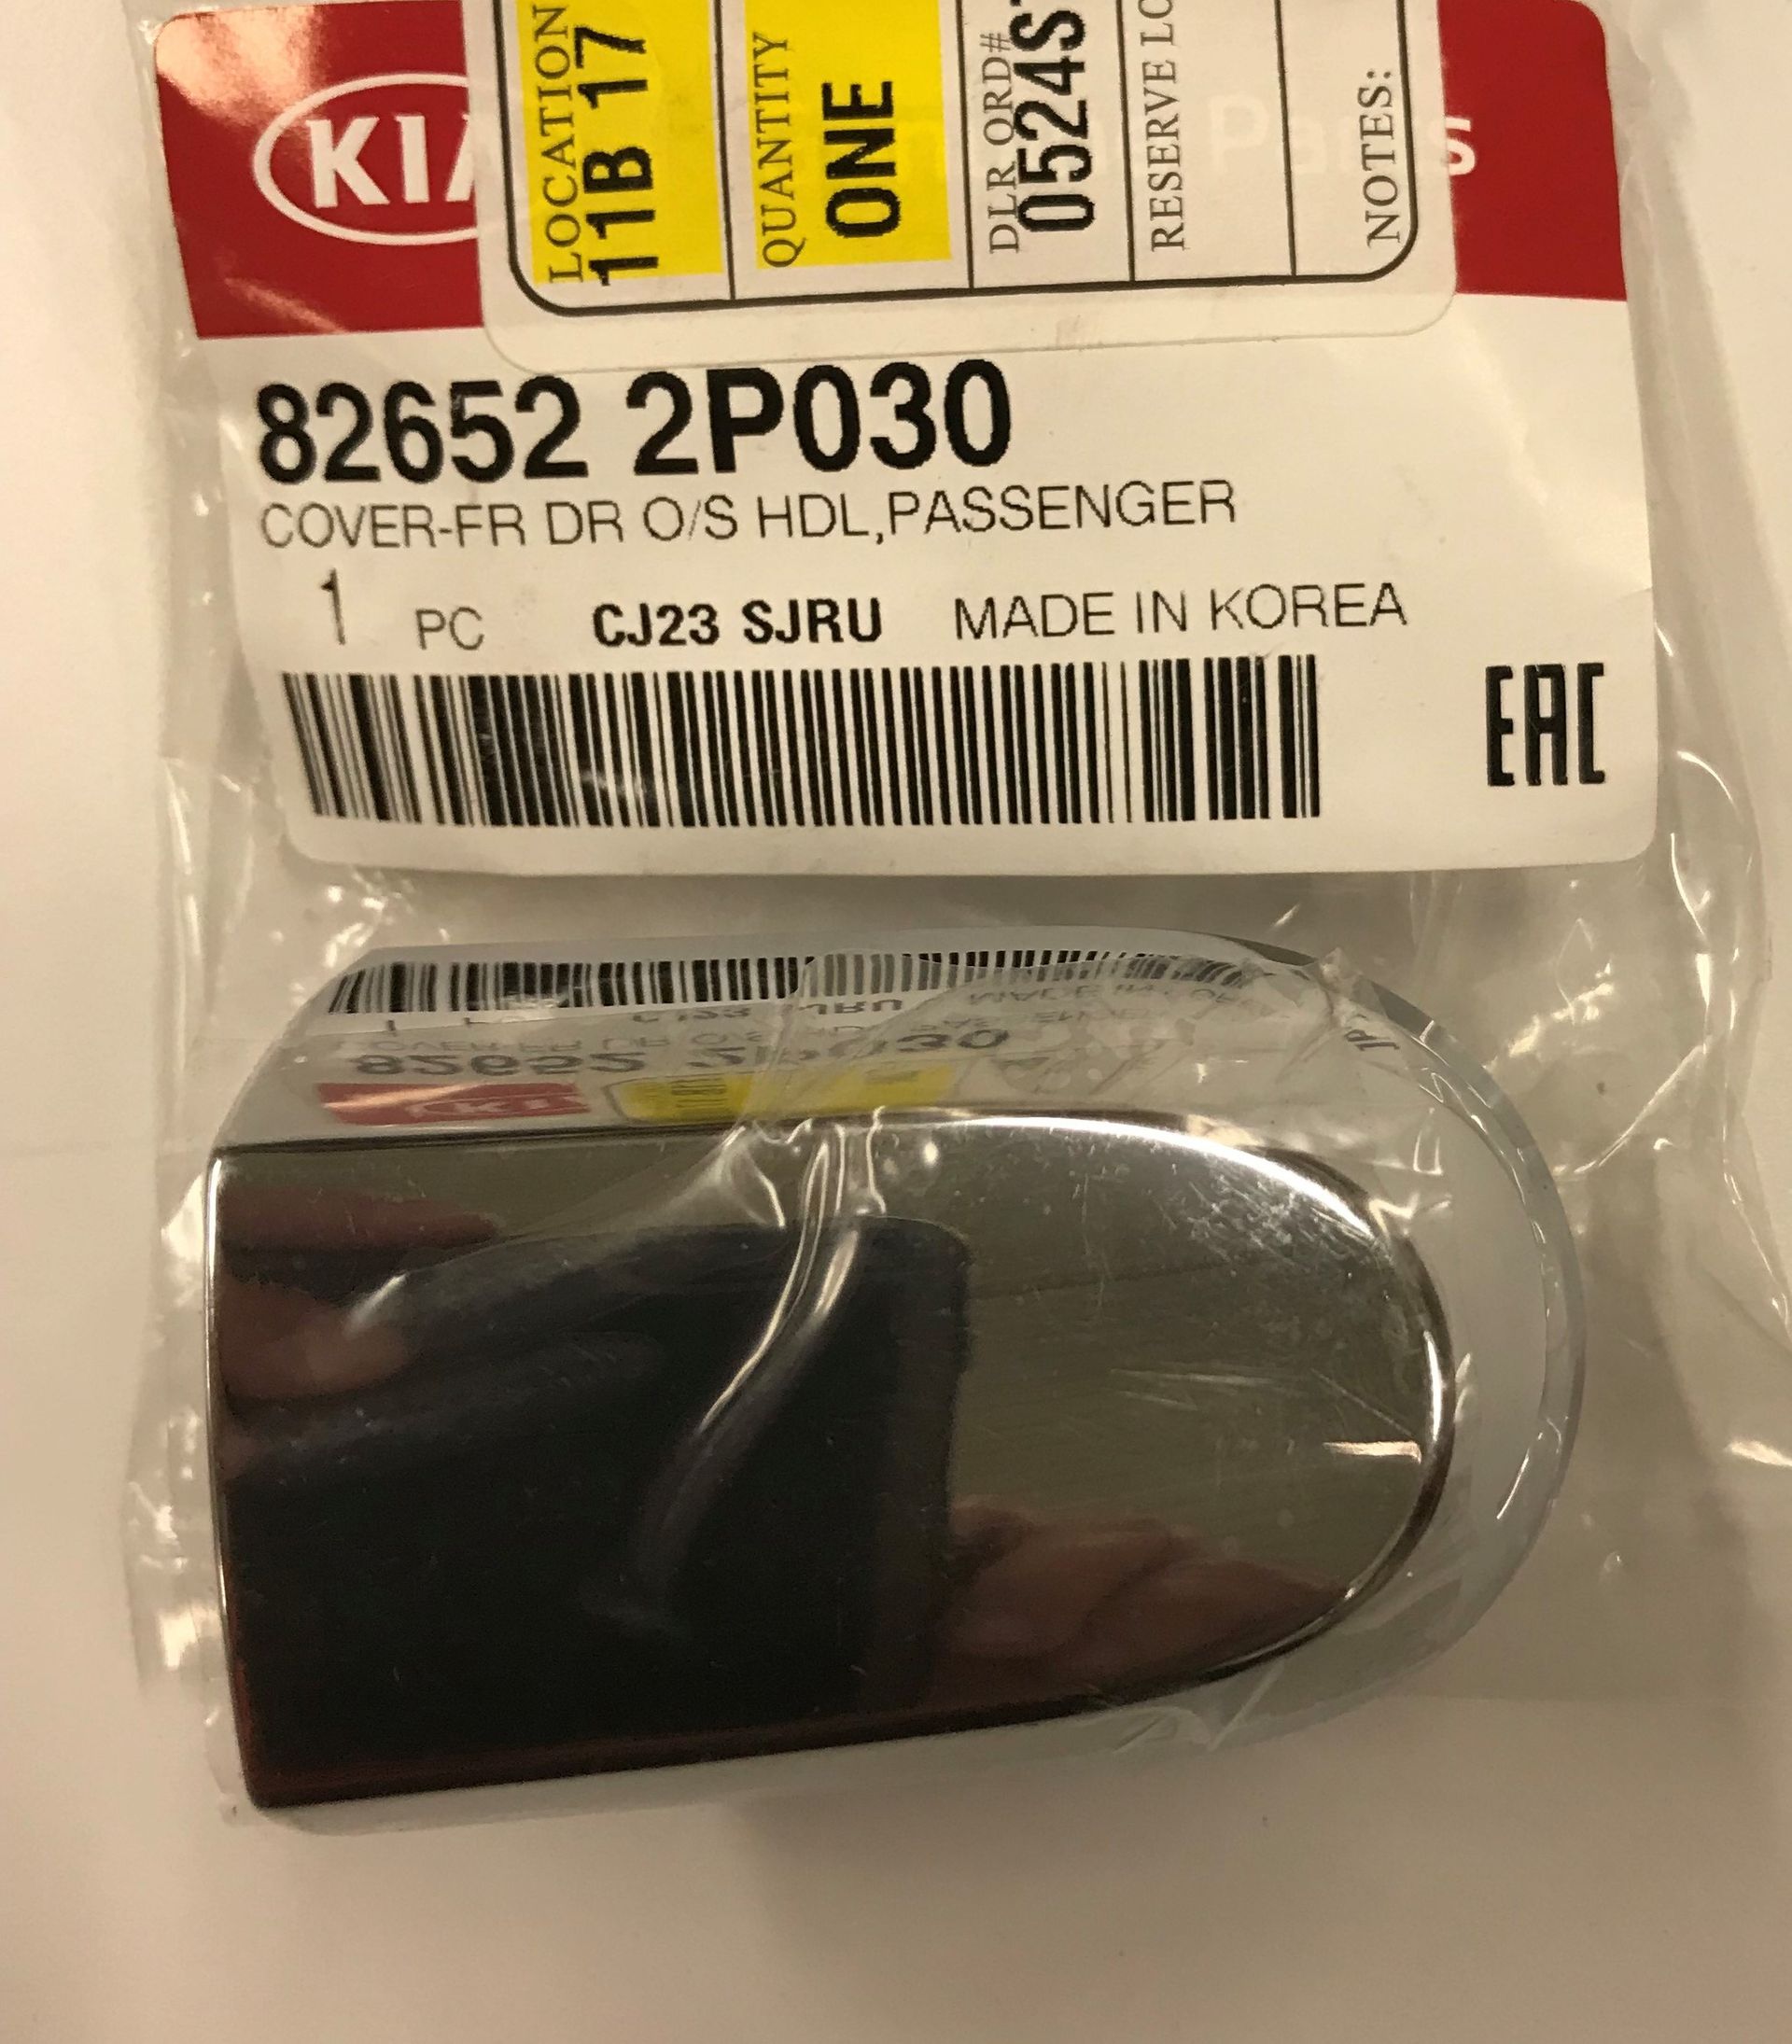 KIA
LOCATION
11B 17
QUANTITY
ONE
DLR ORD#
0524S
RESERVE
NOTES:
82652 2P030
COVER-FR DR O/S HDL,PASSENGER
1 PC CJ23 SJRU MADE IN KOREA
EAC